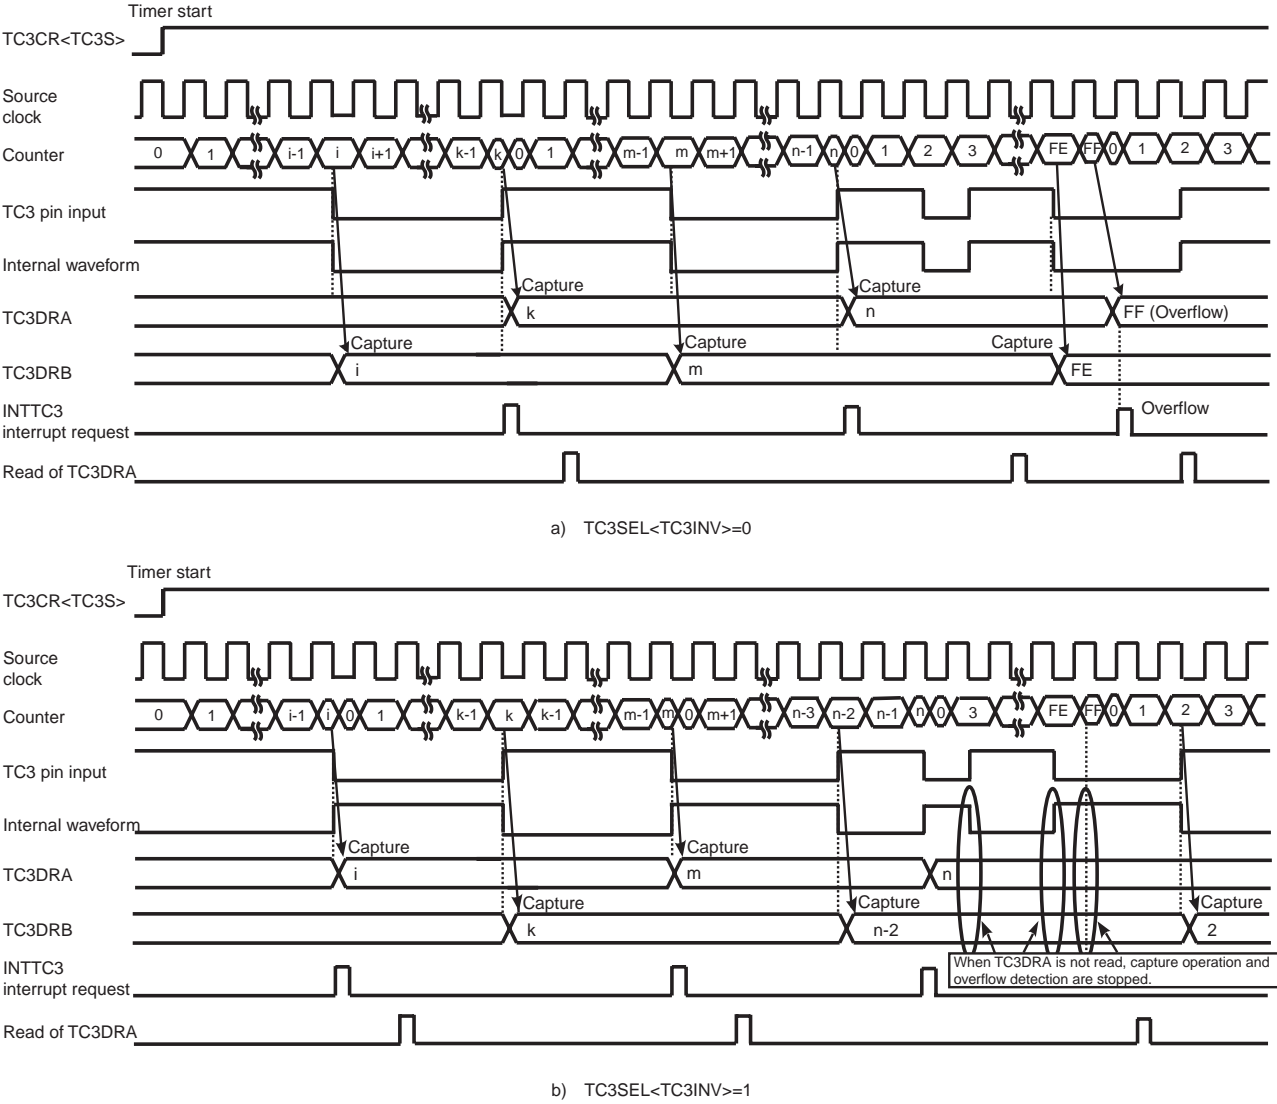 Timer start
TC3CR<TC3S>
Source
clock
Counter 0 1 i-1 i i+1 k-1 k 0 1 m-1 m m+1 n-1 n 0 1 2 3 FE FF 0 1 2 3
TC3 pin input
Internal waveform
Capture Capture
TC3DRA k n FF (Overflow)
Capture Capture Capture
TC3DRB i m FE
INTTC3
interrupt request Overflow
Read of TC3DRA
a) TC3SEL<TC3INV>=0
Timer start
TC3CR<TC3S>
Source
clock
Counter 0 1 i-1 i 0 1 k-1 k k-1 m-1 m 0 m+1 n-3 n-2 n-1 n 0 3 FE FF 0 1 2 3
TC3 pin input
Internal waveform
Capture Capture
TC3DRA i m n
Capture Capture Capture
TC3DRB k n-2 2
INTTC3
interrupt request
When TC3DRA is not read, capture operation and
overflow detection are stopped.
Read of TC3DRA
b) TC3SEL<TC3INV>=1